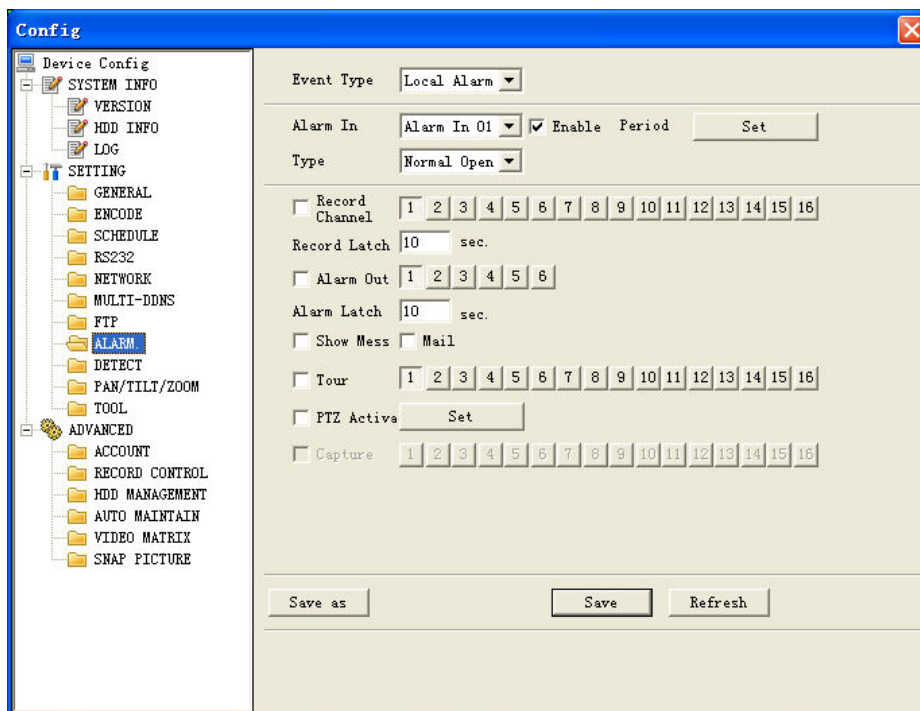 Config
Device Config
SYSTEM INFO
VERSION
HDD INFO
LOG
SETTING
GENERAL
ENCODE
SCHEDULE
RS232
NETWORK
MULTI-DDNS
FTP
ALARM.
DETECT
PAN/TILT/ZOOM
TOOL
ADVANCED
ACCOUNT
RECORD CONTROL
HDD MANAGEMENT
AUTO MAINTAIN
VIDEO MATRIX
SNAP PICTURE
Event Type Local Alarm
Alarm In Alarm In 01 Enable Period Set
Type Normal Open
Record
Channel 1 2 3 4 5 6 7 8 9 10 11 12 13 14 15 16
Record Latch 10 sec.
Alarm Out 1 2 3 4 5 6
Alarm Latch 10 sec.
Show Mess Mail
Tour 1 2 3 4 5 6 7 8 9 10 11 12 13 14 15 16
PTZ Activa Set
Capture 1 2 3 4 5 6 7 8 9 10 11 12 13 14 15 16
Save as Save Refresh